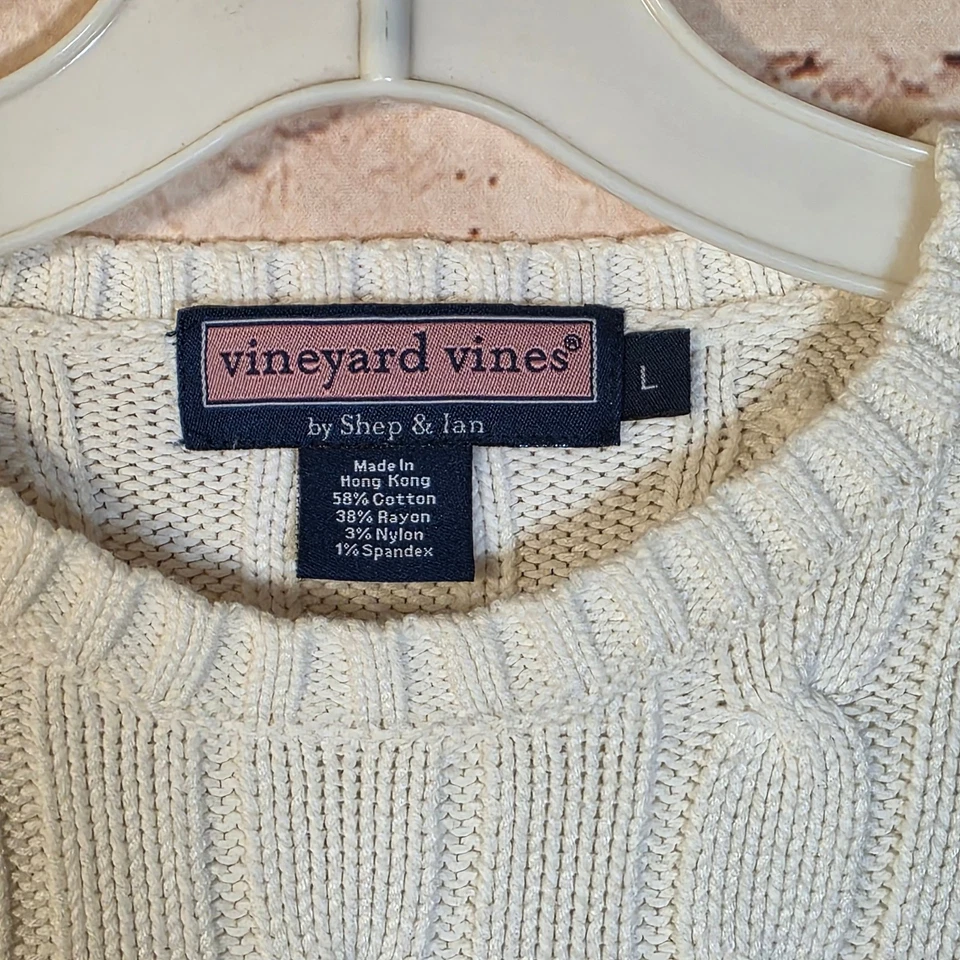 vineyard vines®
by Shep & Ian
L
Made In
Hong Kong
58% Cotton
38% Rayon
3% Nylon
1% Spandex